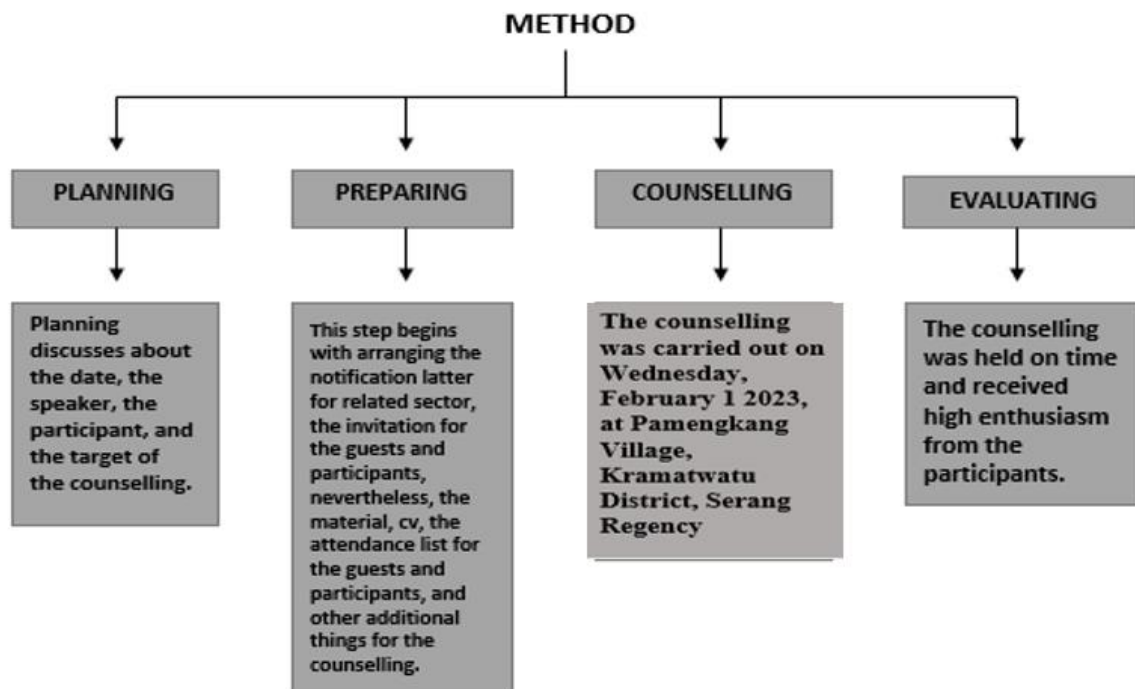 METHOD
PLANNING
PREPARING
COUNSELLING
EVALUATING
Planning
discusses about
the date, the
speaker, the
participant, and
the target of
the counselling.
This step begins
with arranging the
notification latter
for related sector,
the invitation for
the guests and
participants,
nevertheless, the
material, cv, the
attendance list for
the guests and
participants, and
other additional
things for the
counselling.
The counselling
was carried out on
Wednesday,
February 1 2023,
at Pamengkang
Village,
Kramatwatu
District, Serang
Regency
The counselling
was held on time
and received
high enthusiasm
from the
participants.